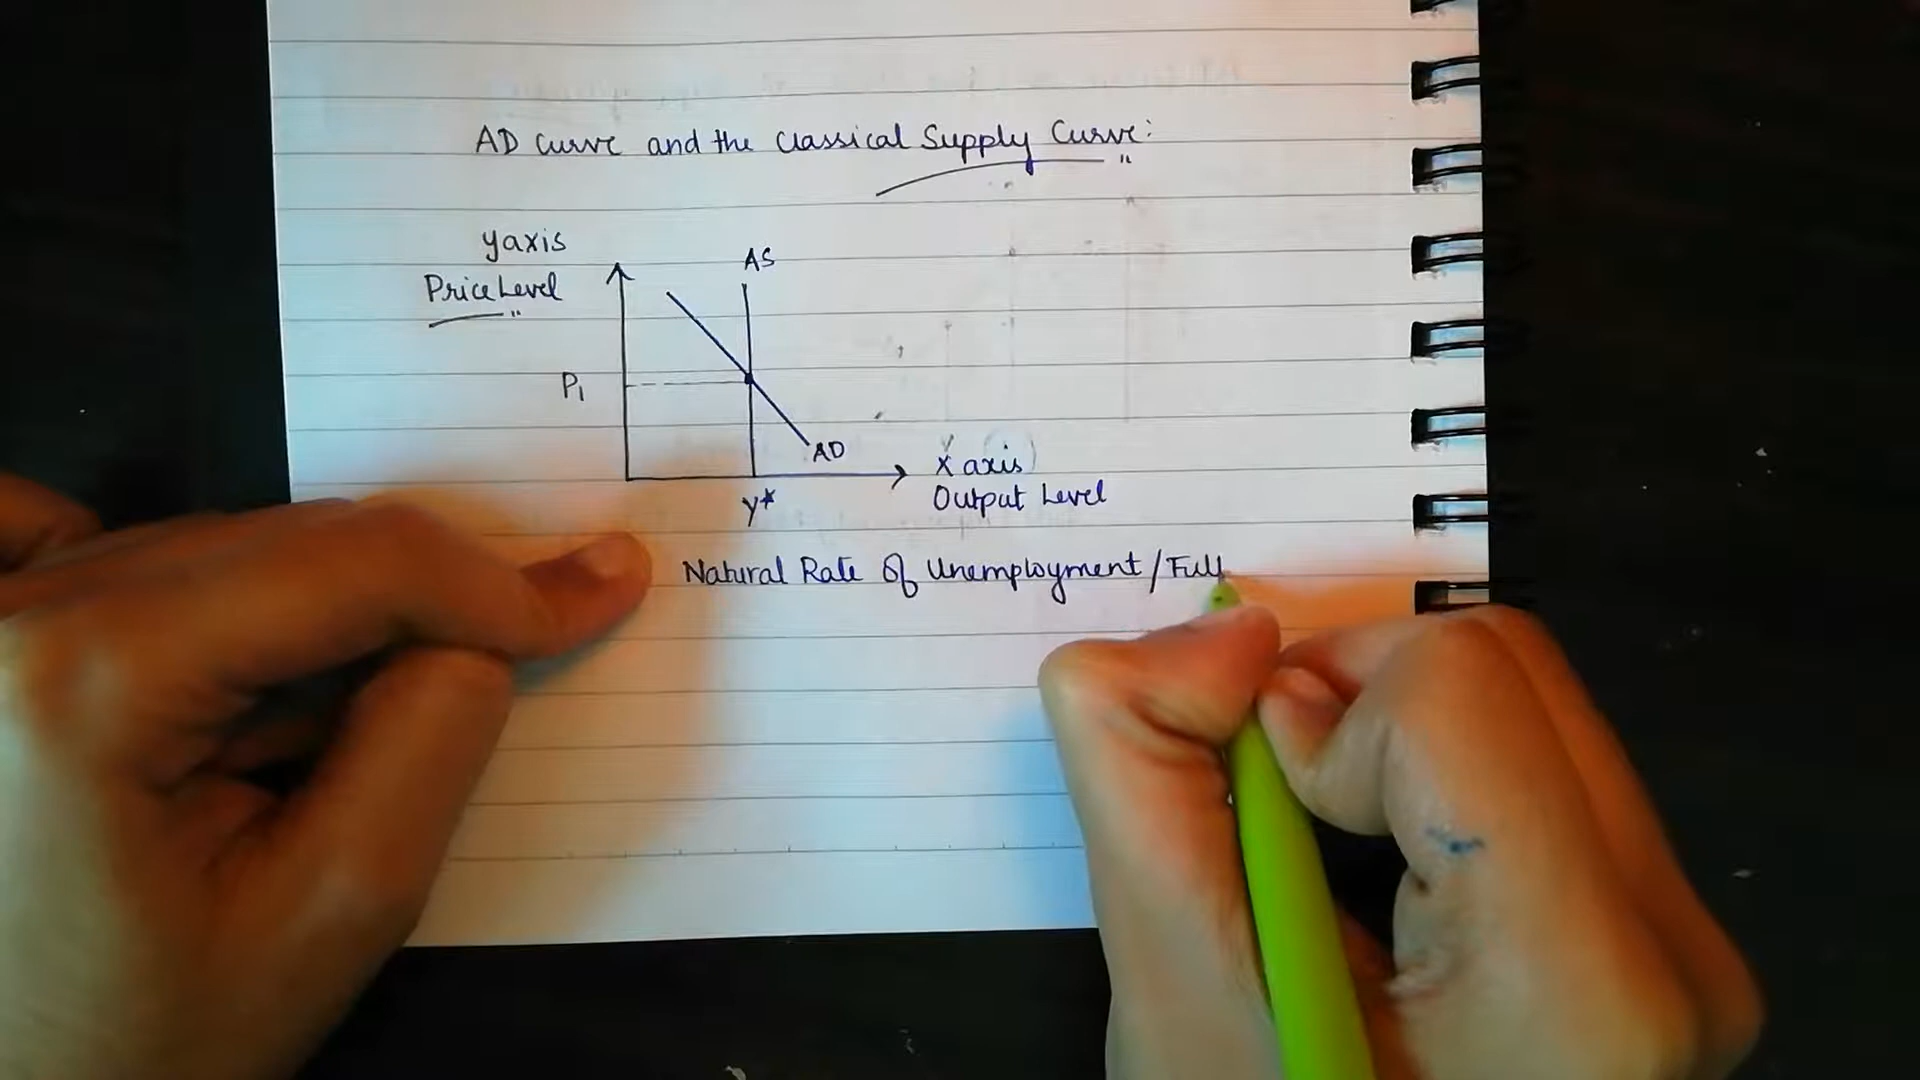 AD Curve and the Classical Supply Curve:
yaxis
Price Level
AS
P1
AD
X axis
Output Level
Y*
Natural Rate of Unemployment / Full